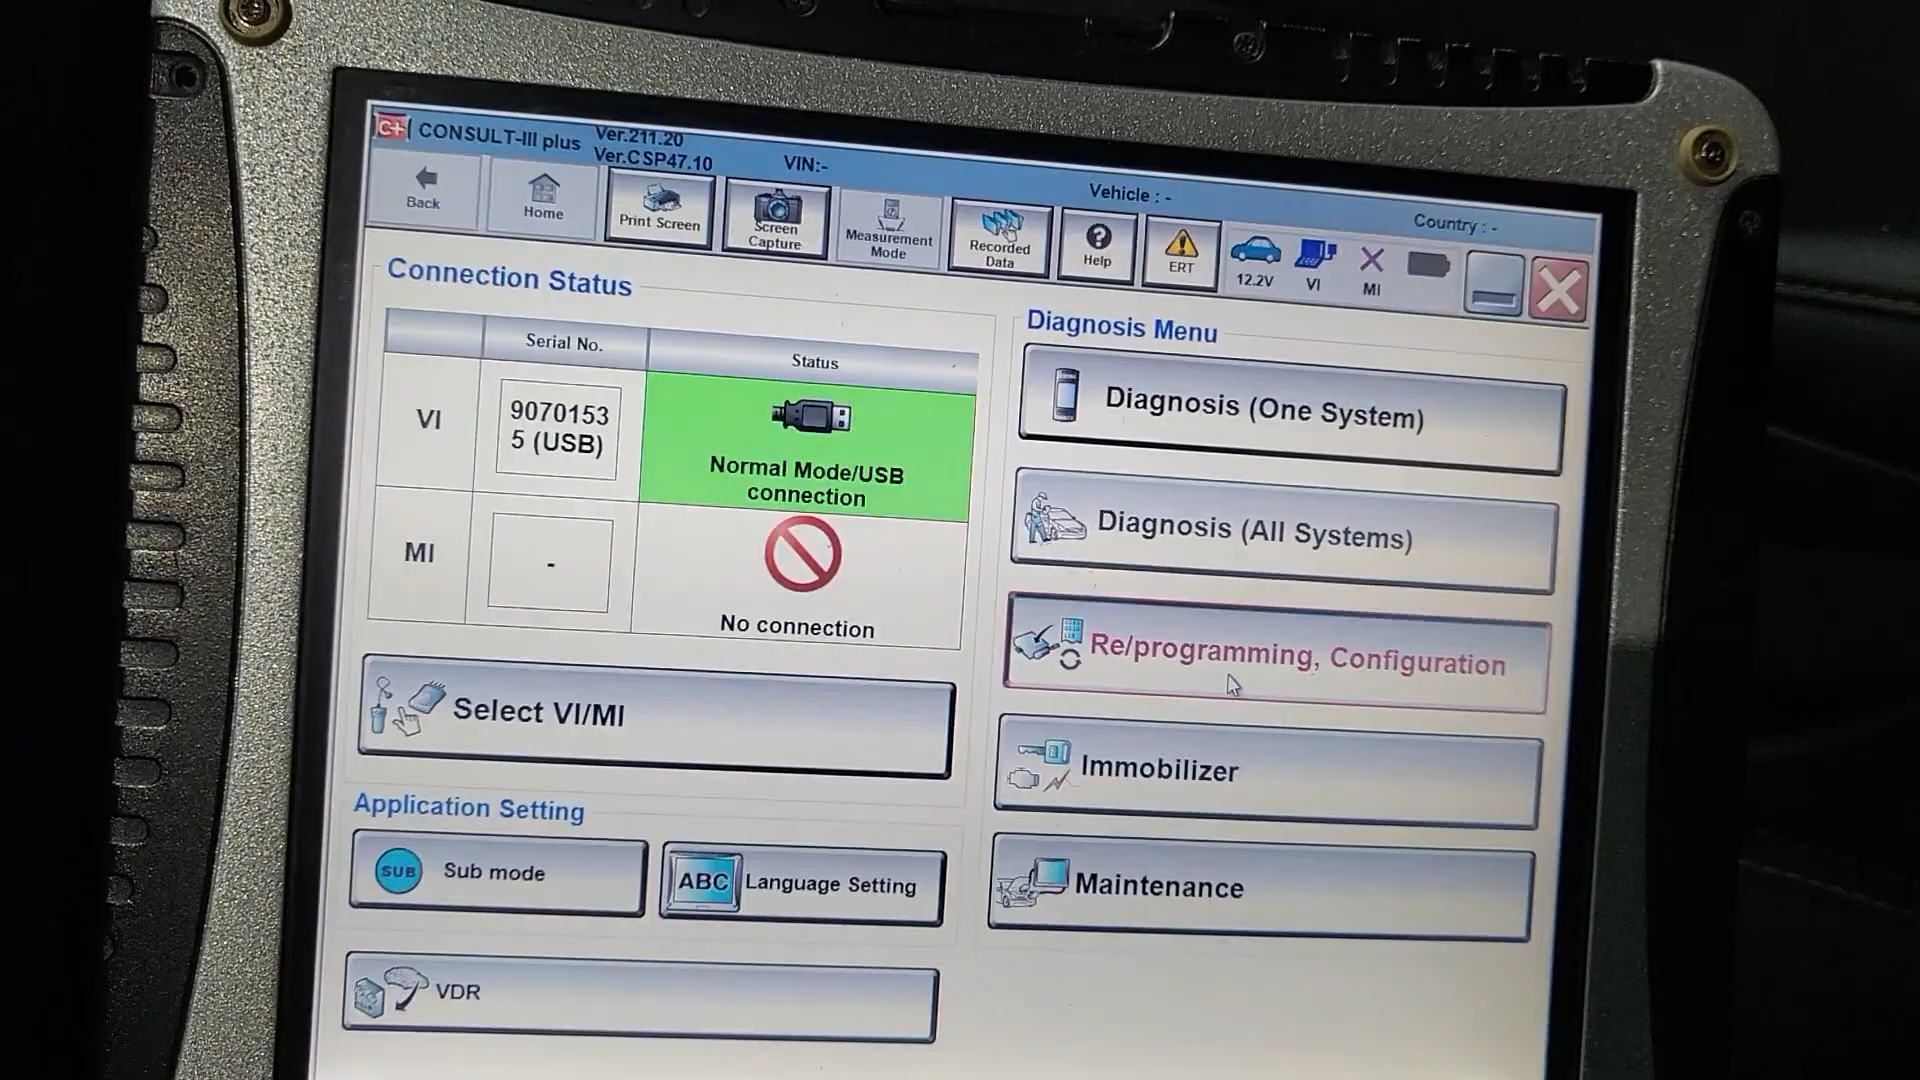 C+ CONSULT-III plus
Ver.211.20
Ver.CSP47.10
VIN:-
Vehicle : -
Country : -
Back
Home
Print Screen
Screen
Capture
Measurement
Mode
Recorded
Data
Help
ERT
12.2V
VI
MI
Connection Status
Serial No.
Status
VI
9070153
5 (USB)
Normal Mode/USB
connection
MI
-
No connection
Select VI/MI
Application Setting
SUB
Sub mode
ABC
Language Setting
VDR
Diagnosis Menu
Diagnosis (One System)
Diagnosis (All Systems)
Re/programming, Configuration
Immobilizer
Maintenance